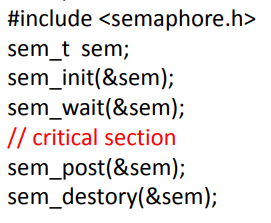 #include <semaphore.h>
sem_t sem;
sem_init(&sem);
sem_wait(&sem);
// critical section
sem_post(&sem);
sem_destory(&sem);